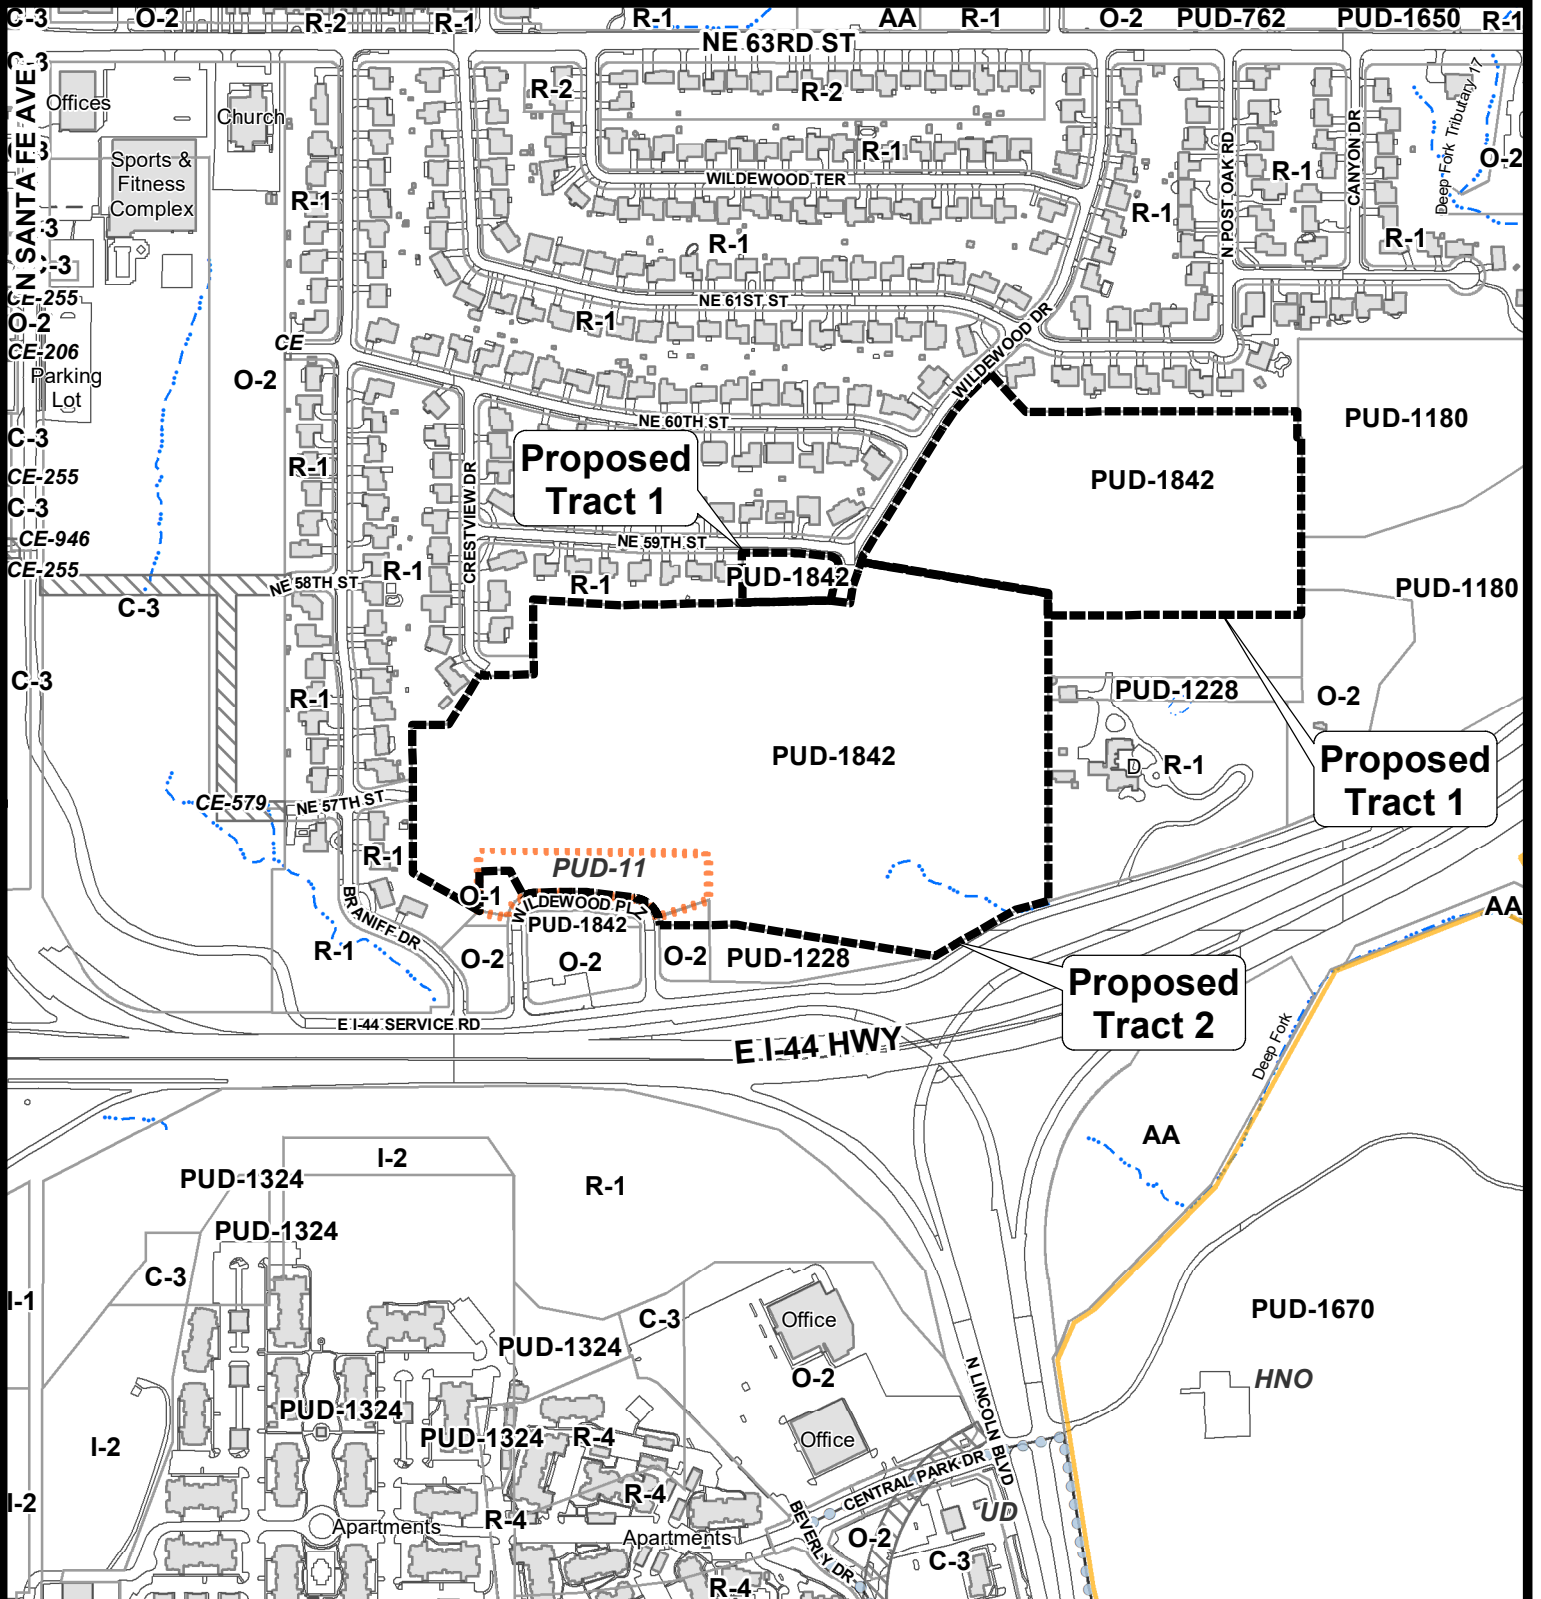 C-3
O-2
R-2
R-1
R-1
AA
R-1
O-2
PUD-762
PUD-1650
R-1
NE 63RD ST
C-3
N SANTA FE AVE
Offices
Church
R-2
R-2
Deep Fork Tributary 17
O-2
Sports &
Fitness
Complex
R-1
WILDEWOOD TER
R-1
N POST OAK RD
R-1
CANYON DR
R-1
R-1
R-1
R-1
C-3
CE-255
NE 61ST ST
R-1
O-2
CE
CE-206
Parking
Lot
O-2
WILDEWOOD DR
NE 60TH ST
PUD-1180
C-3
R-1
CRESTVIEW DR
Proposed
Tract 1
PUD-1842
CE-255
C-3
CE-946
NE 59TH ST
CE-255
NE 58TH ST
R-1
R-1
PUD-1842
PUD-1180
C-3
C-3
R-1
PUD-1228
O-2
PUD-1842
D
R-1
Proposed
Tract 1
CE-579
NE 57TH ST
R-1
PUD-11
O-1
WILDEWOOD PLZ
PUD-1842
BRANIFF DR
R-1
O-2
O-2
O-2
PUD-1228
AA
Proposed
Tract 2
E I-44 SERVICE RD
E I-44 HWY
Deep Fork
AA
I-2
PUD-1324
R-1
PUD-1324
C-3
I-1
C-3
Office
PUD-1670
PUD-1324
O-2
HNO
N LINCOLN BLVD
PUD-1324
PUD-1324
R-4
Office
I-2
I-2
R-4
CENTRAL PARK DR
UD
R-4
Apartments
Apartments
BEVERLY DR
O-2
C-3
R-4